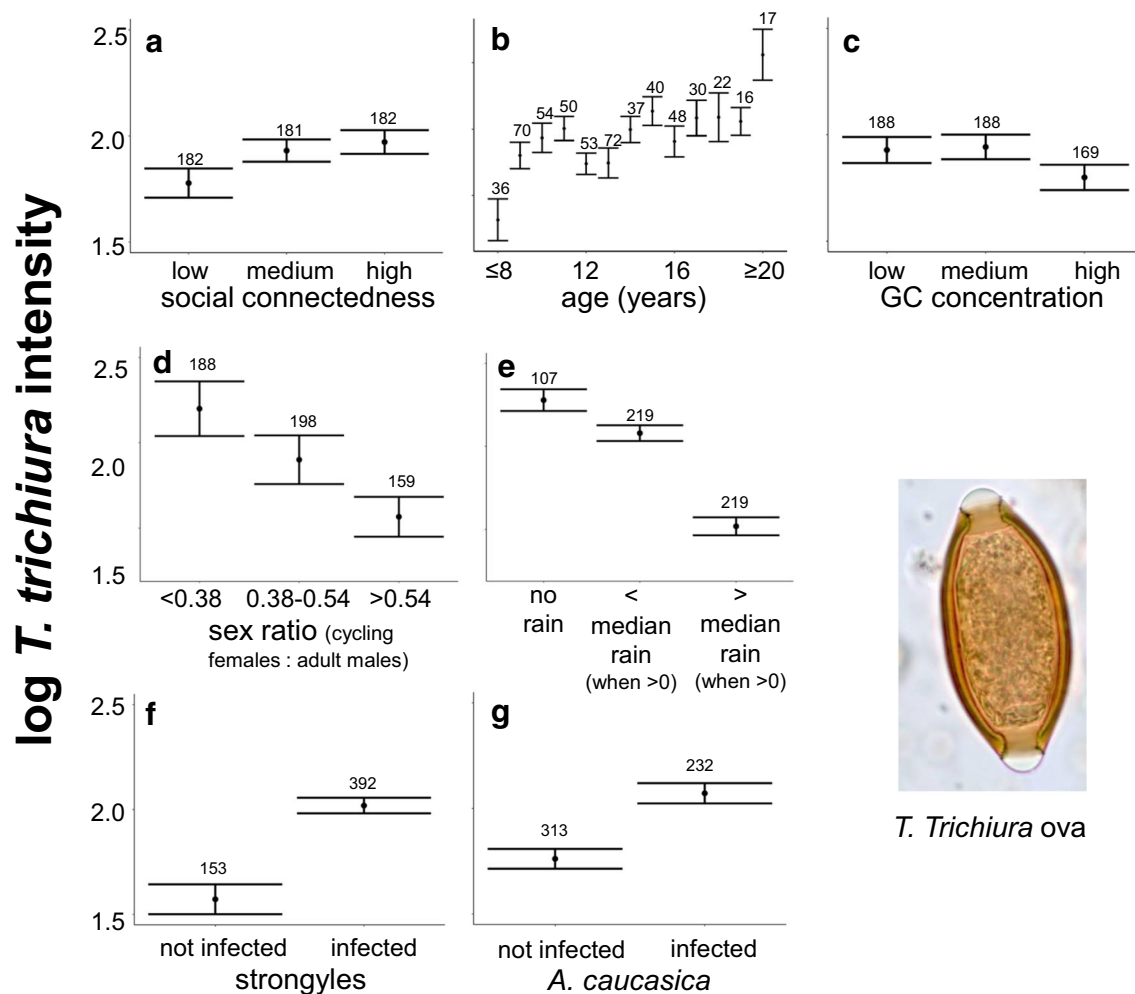 log T. trichiura intensity
a
2.5
2.0
1.5
182
181
182
low medium high
social connectedness
b
36
70
54
50
53
72
37
40
48
30
22
16
17
≤8 12 16 ≥20
age (years)
c
188
188
169
low medium high
GC concentration
d
2.5
2.0
1.5
188
198
159
<0.38 0.38-0.54 >0.54
sex ratio (cycling
females : adult males)
e
107
219
219
no
rain
<
median
rain
(when >0)
>
median
rain
(when >0)
f
2.5
2.0
1.5
153
392
not infected infected
strongyles
g
313
232
not infected infected
A. caucasica
T. Trichiura ova